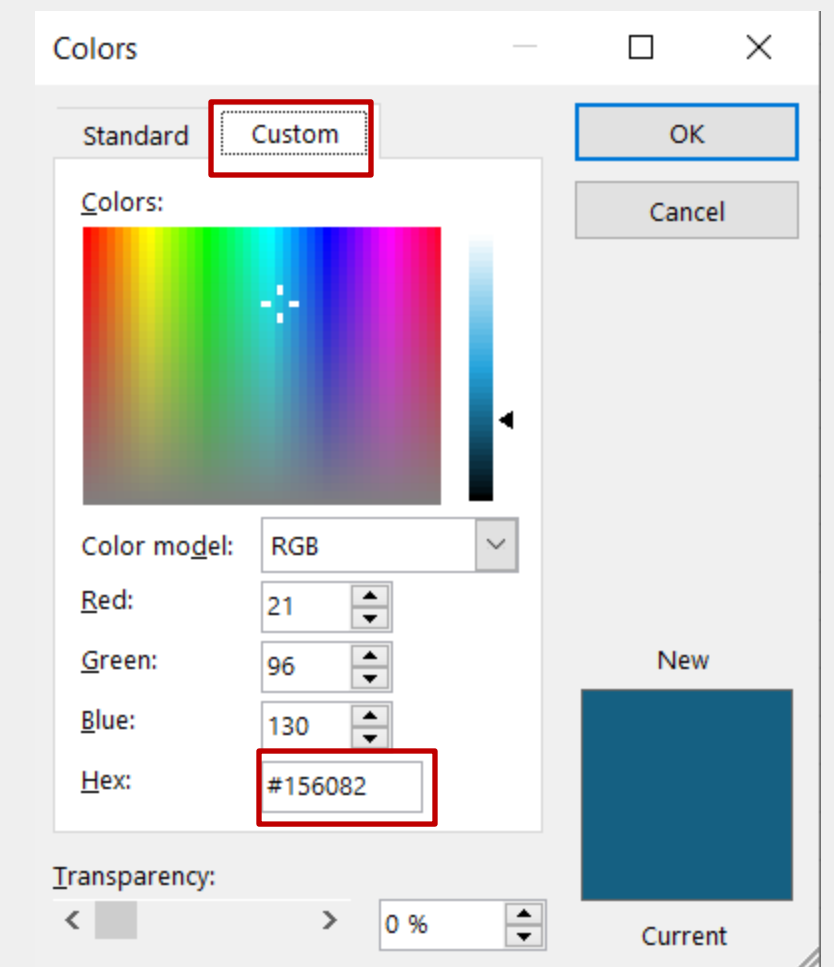 Colors
Standard Custom OK
Colors: Cancel
Color model: RGB
Red: 21
Green: 96 New
Blue: 130
Hex: #156082
Transparency:
0 % Current